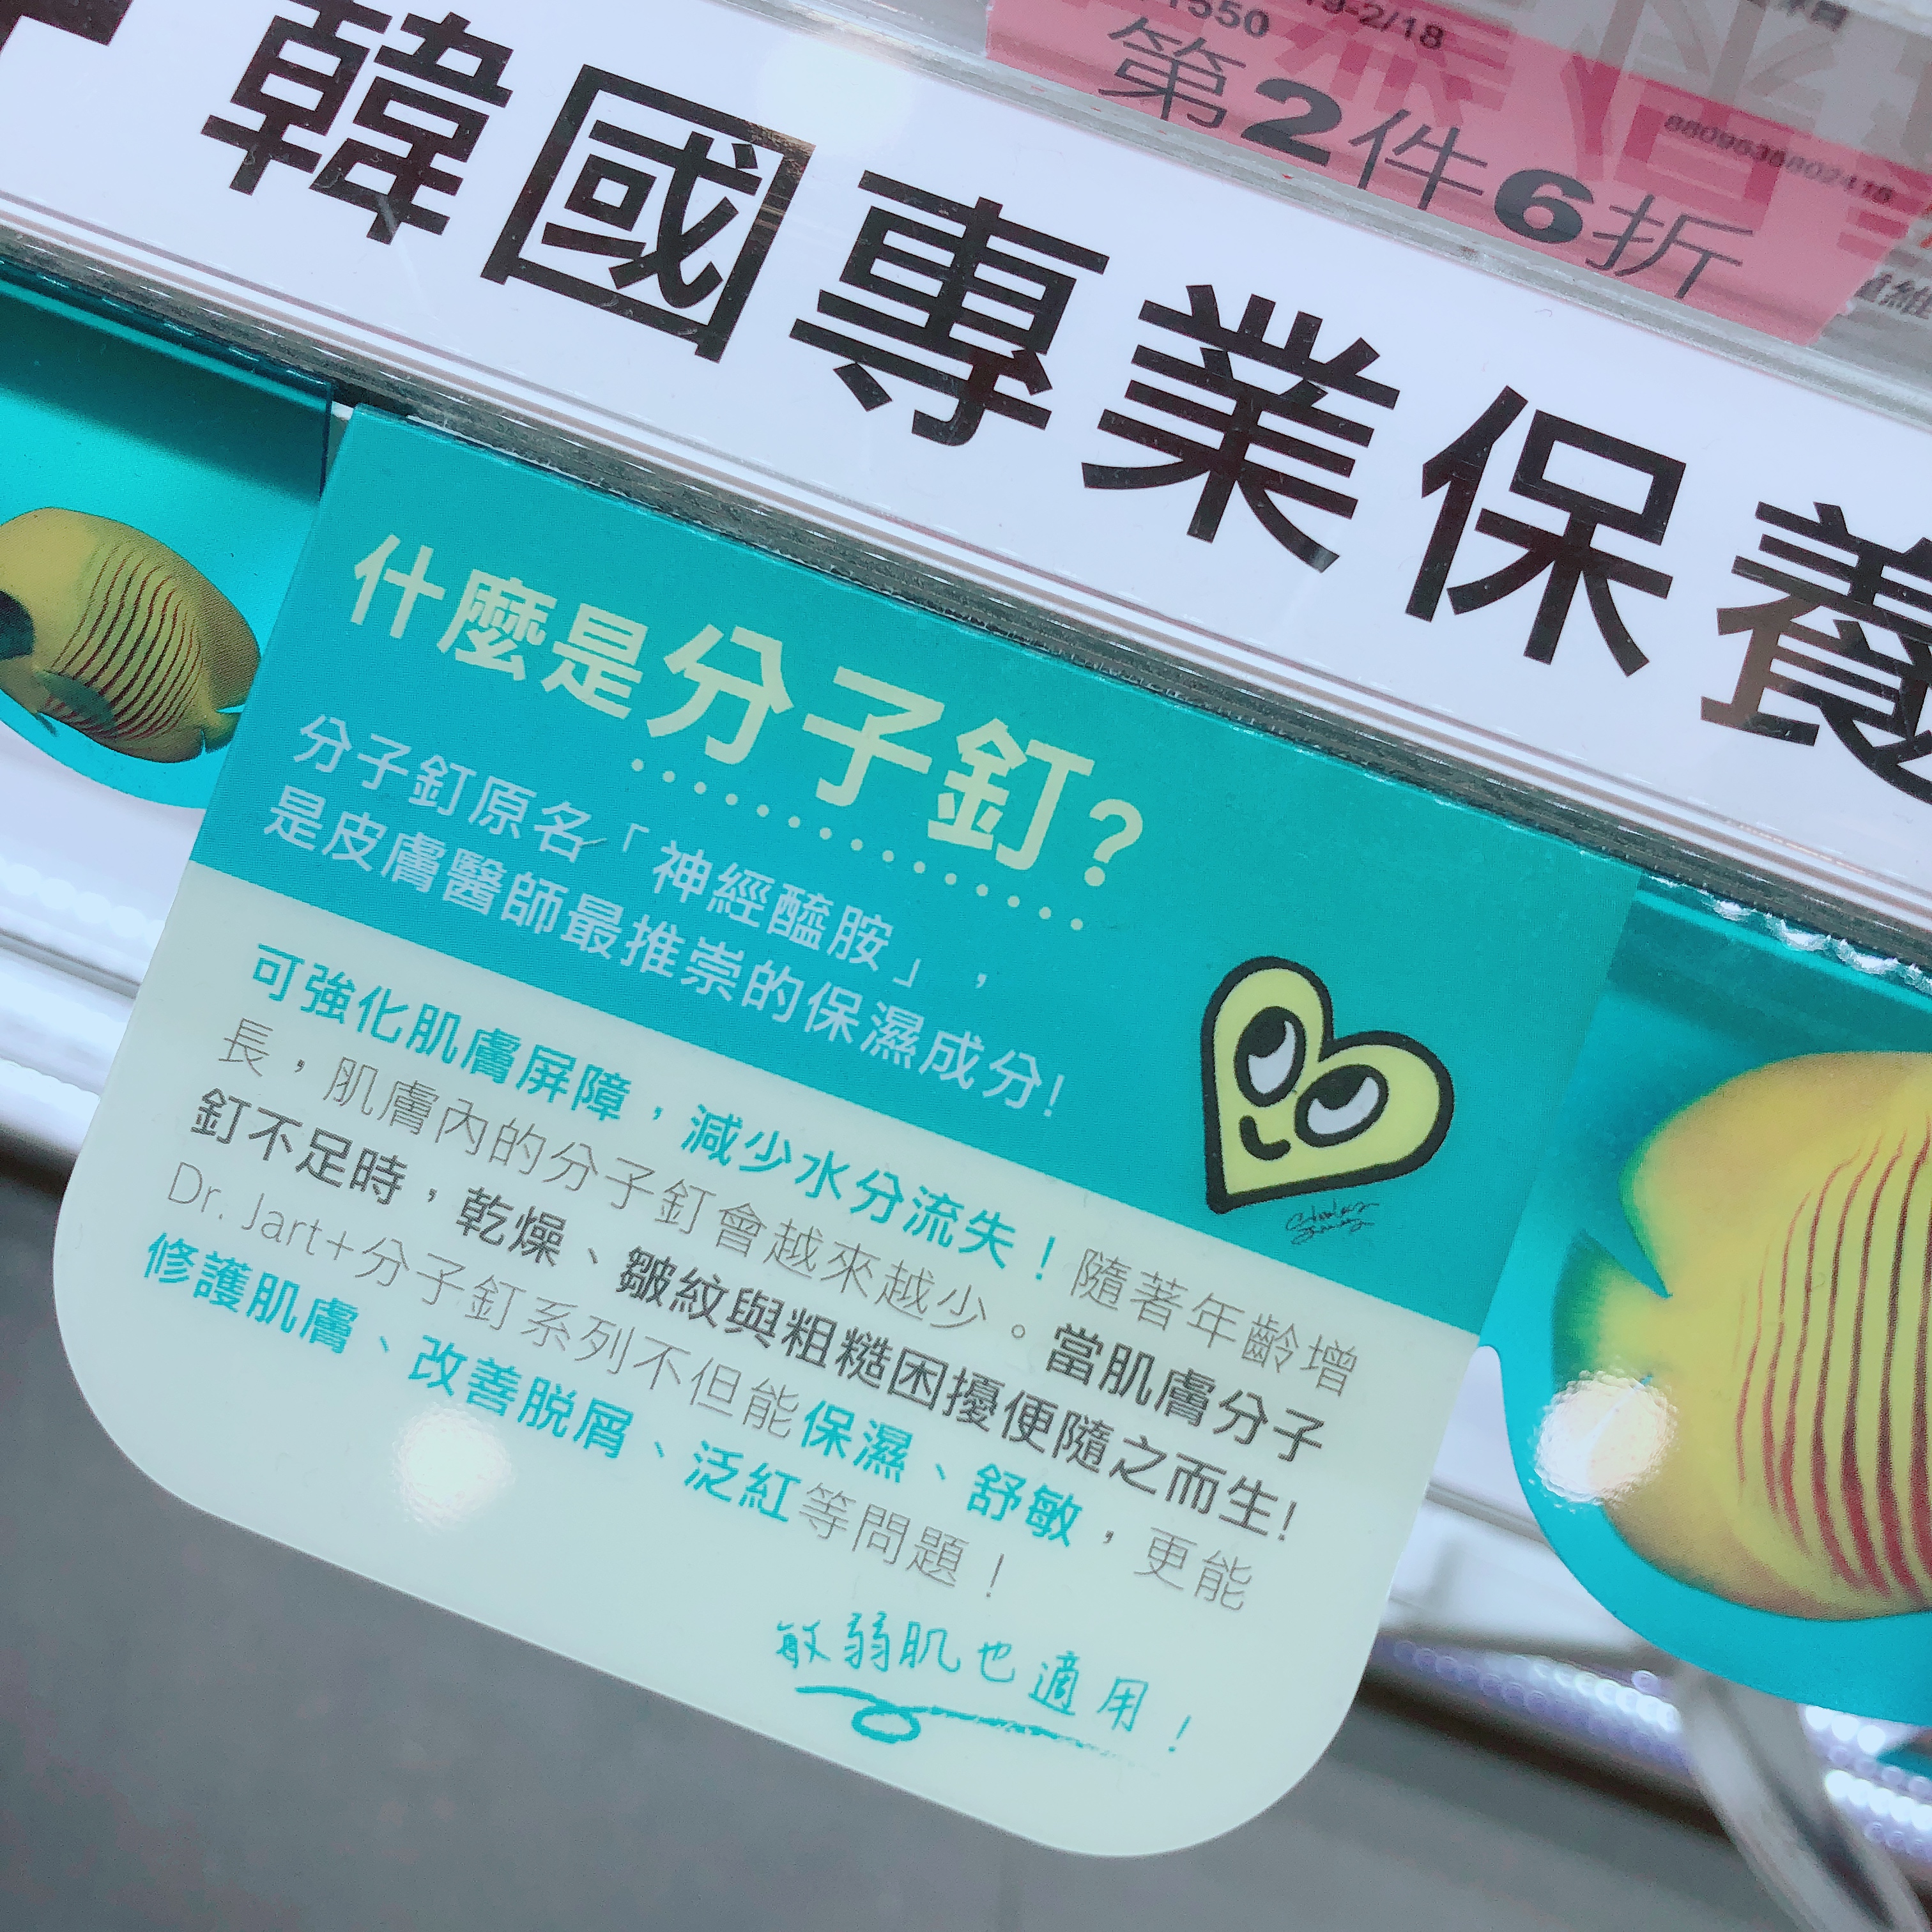 第2件6折
8809535802418
韓國專業保養
什麼是分子釘?
分子釘原名「神經醯胺」,
是皮膚醫師最推崇的保濕成分!
可強化肌膚屏障,減少水分流失!隨著年齡增
長,肌膚內的分子釘會越來越少。當肌膚分子
釘不足時,乾燥、皺紋與粗糙困擾便隨之而生!
Dr. Jart+分子釘系列不但能保濕、舒敏,更能
修護肌膚、改善脫屑、泛紅等問題!
敏弱肌也適用!